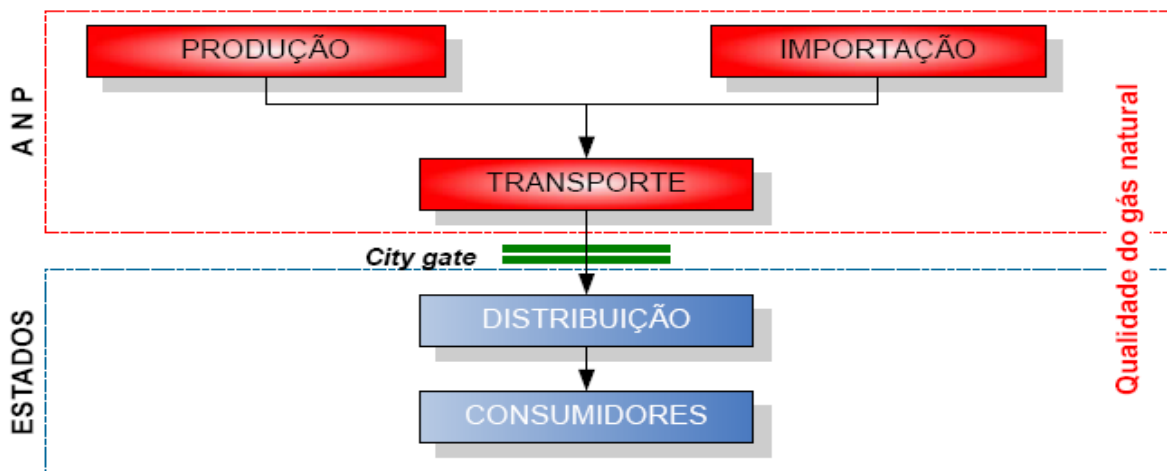 PRODUÇÃO
IMPORTAÇÃO
A N P
TRANSPORTE
City gate
Qualidade do gás natural
DISTRIBUIÇÃO
ESTADOS
CONSUMIDORES